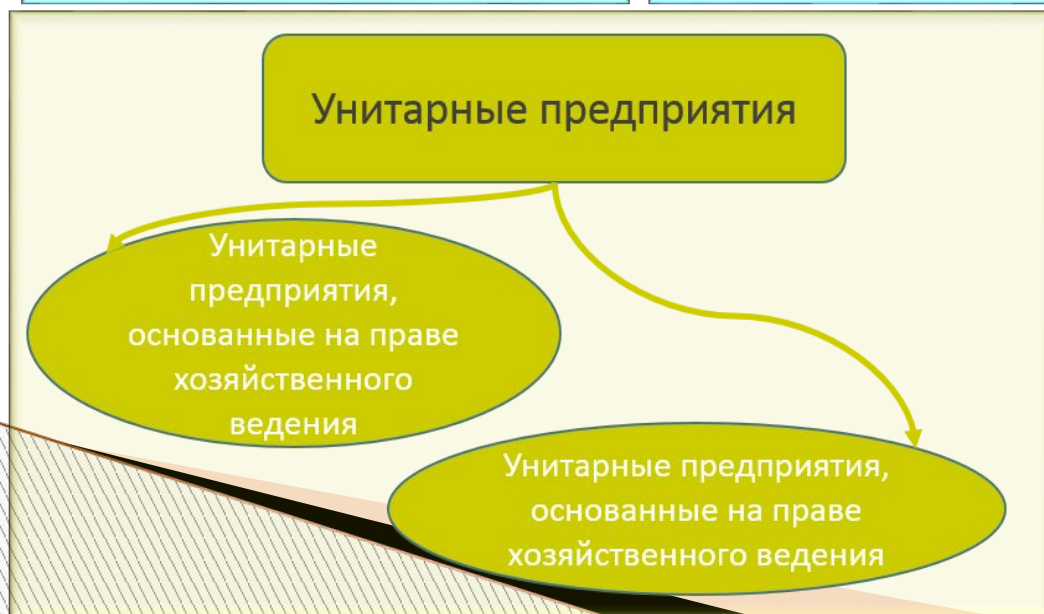 Унитарные предприятия
Унитарные
предприятия,
основанные на праве
хозяйственного
ведения
Унитарные предприятия,
основанные на праве
хозяйственного ведения